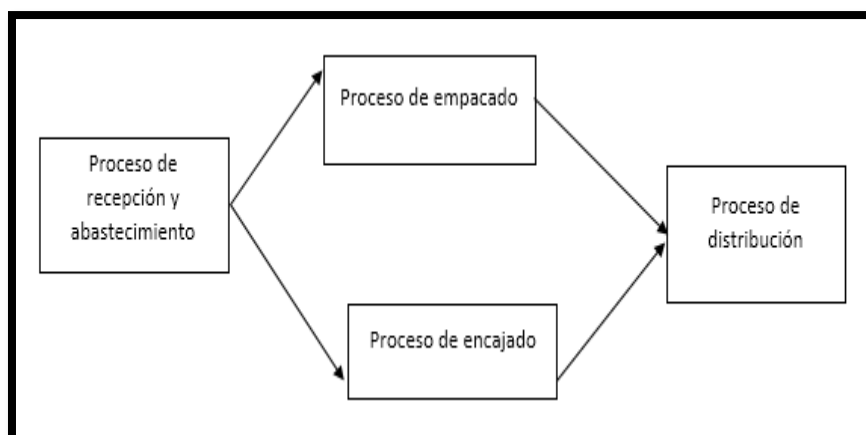 Proceso de
recepción y
abastecimiento
Proceso de empacado
Proceso de encajado
Proceso de
distribución